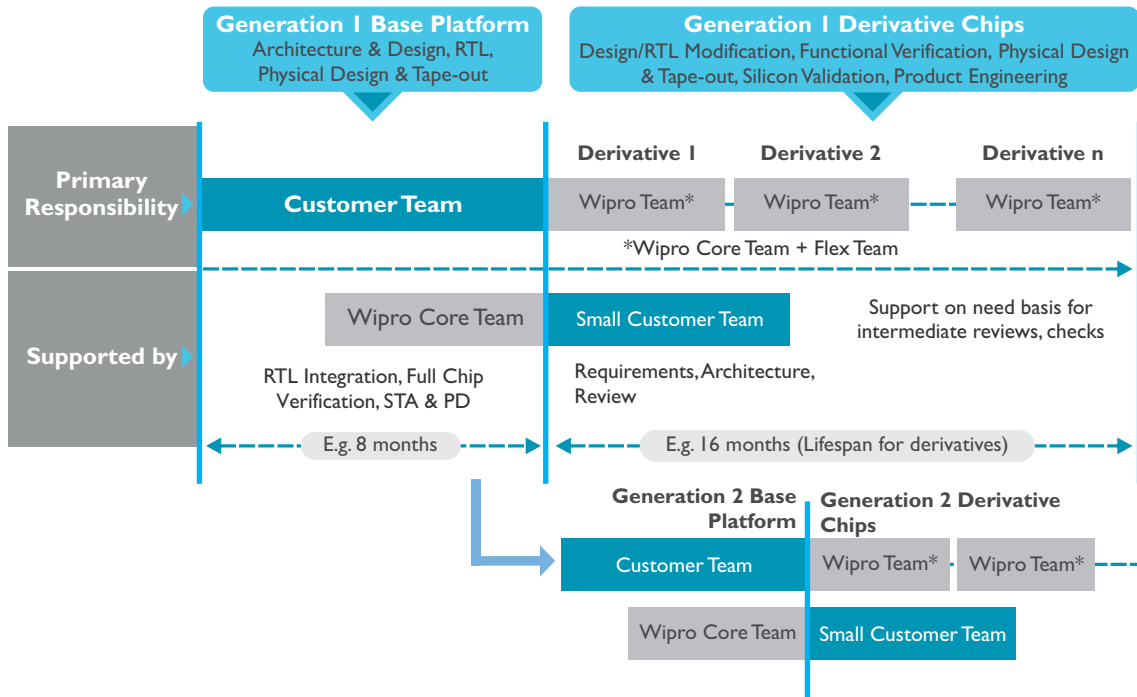 Generation 1 Base Platform
Architecture & Design, RTL,
Physical Design & Tape-out
Generation 1 Derivative Chips
Design/RTL Modification, Functional Verification, Physical Design
& Tape-out, Silicon Validation, Product Engineering
Primary
Responsibility
Customer Team
Derivative 1
Derivative 2
Derivative n
Wipro Team*
Wipro Team*
Wipro Team*
*Wipro Core Team + Flex Team
Supported by
Wipro Core Team
Small Customer Team
Support on need basis for
intermediate reviews, checks
RTL Integration, Full Chip
Verification, STA & PD
Requirements, Architecture,
Review
E.g. 8 months
E.g. 16 months (Lifespan for derivatives)
Generation 2 Base
Platform
Generation 2 Derivative
Chips
Customer Team
Wipro Team*
Wipro Team*
Wipro Core Team
Small Customer Team